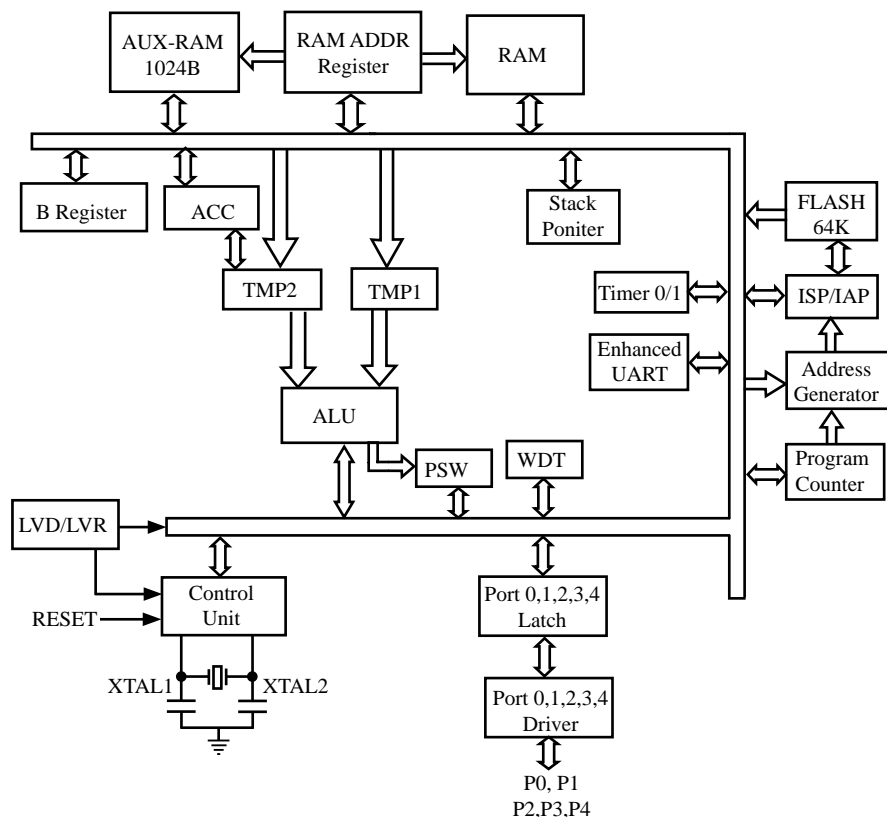 AUX-RAM
1024B
RAM ADDR
Register
RAM
B Register
ACC
Stack
Poniter
FLASH
64K
TMP2
TMP1
Timer 0/1
ISP/IAP
Enhanced
UART
Address
Generator
ALU
PSW
WDT
Program
Counter
LVD/LVR
Control
Unit
RESET
Port 0,1,2,3,4
Latch
XTAL1
XTAL2
Port 0,1,2,3,4
Driver
P0, P1
P2,P3,P4